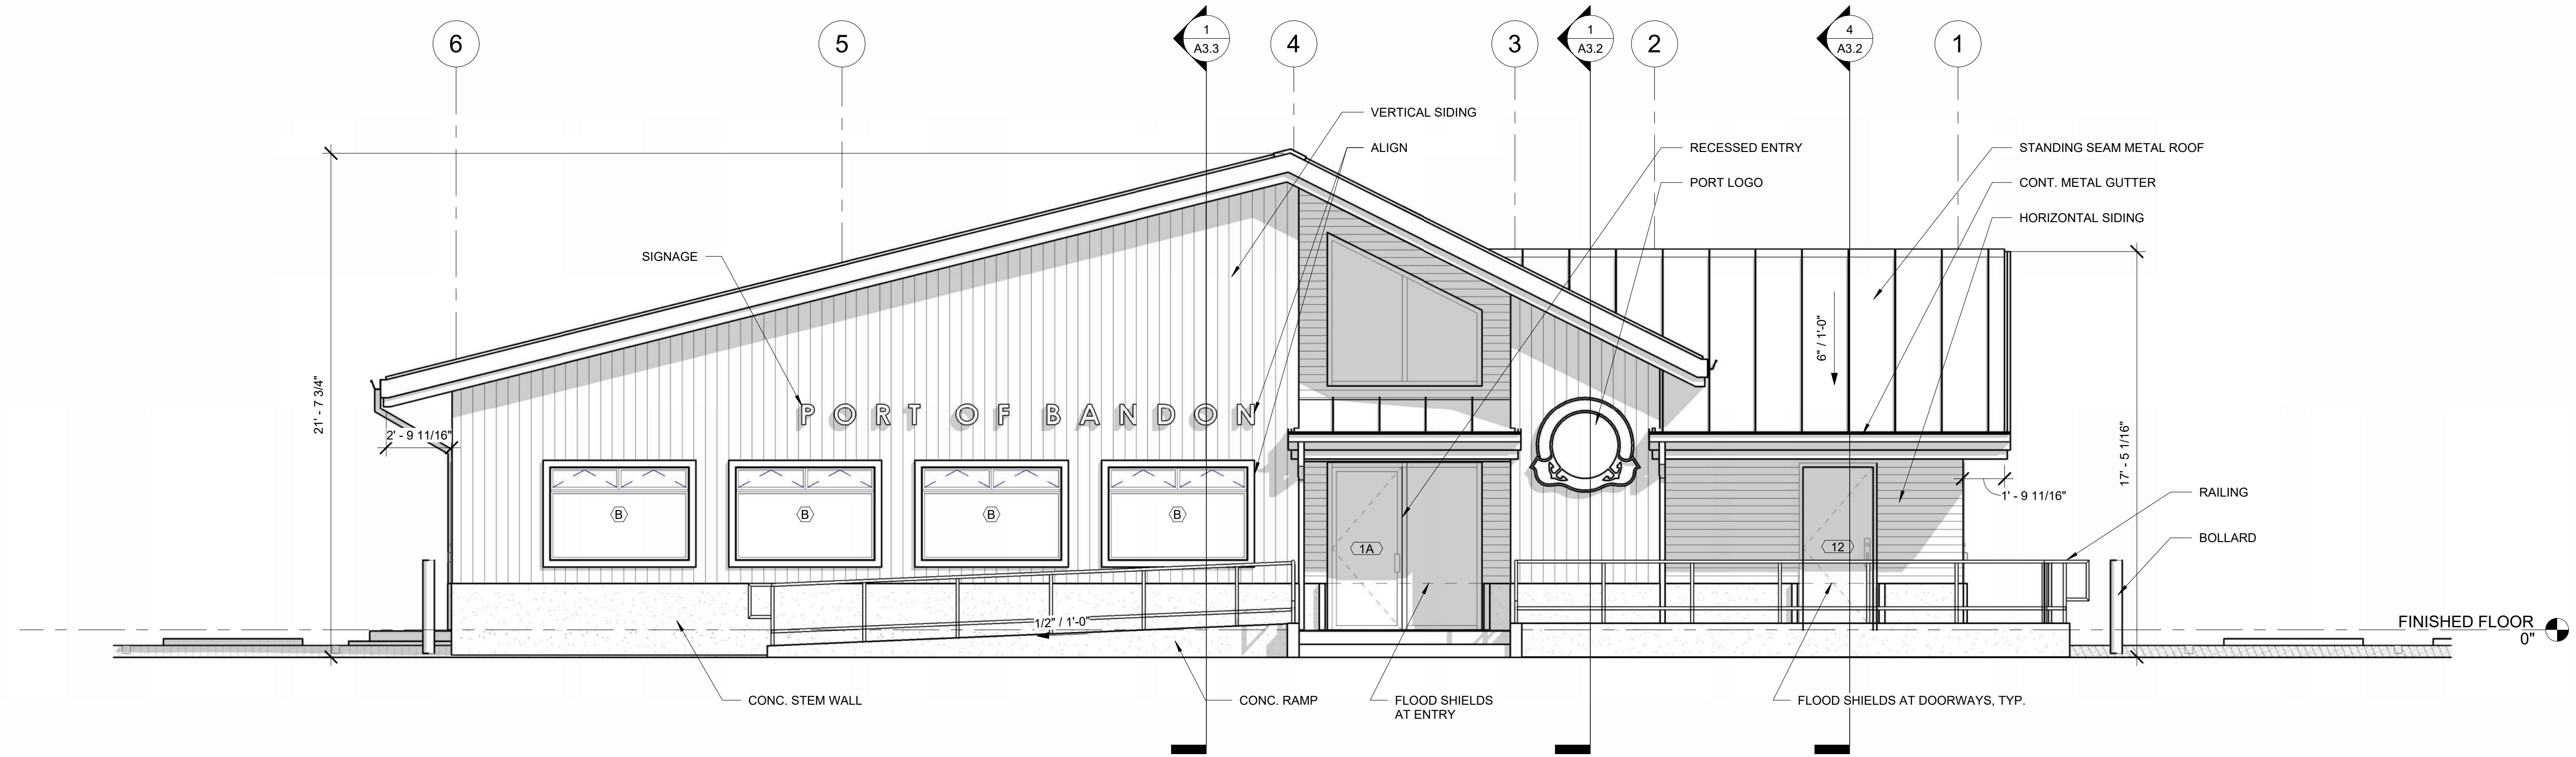 6
5
1
A3.3
4
3
1
A3.2
2
4
A3.2
1
VERTICAL SIDING
ALIGN
RECESSED ENTRY
PORT LOGO
STANDING SEAM METAL ROOF
CONT. METAL GUTTER
HORIZONTAL SIDING
SIGNAGE
6" / 1'-0"
21' - 7 3/4"
PORT OF BANDON
2' - 9 11/16"
17' - 5 1/16"
1' - 9 11/16"
RAILING
B
B
B
B
1A
12
BOLLARD
1/2" / 1'-0"
FINISHED FLOOR
0"
CONC. STEM WALL
CONC. RAMP
FLOOD SHIELDS
AT ENTRY
FLOOD SHIELDS AT DOORWAYS, TYP.